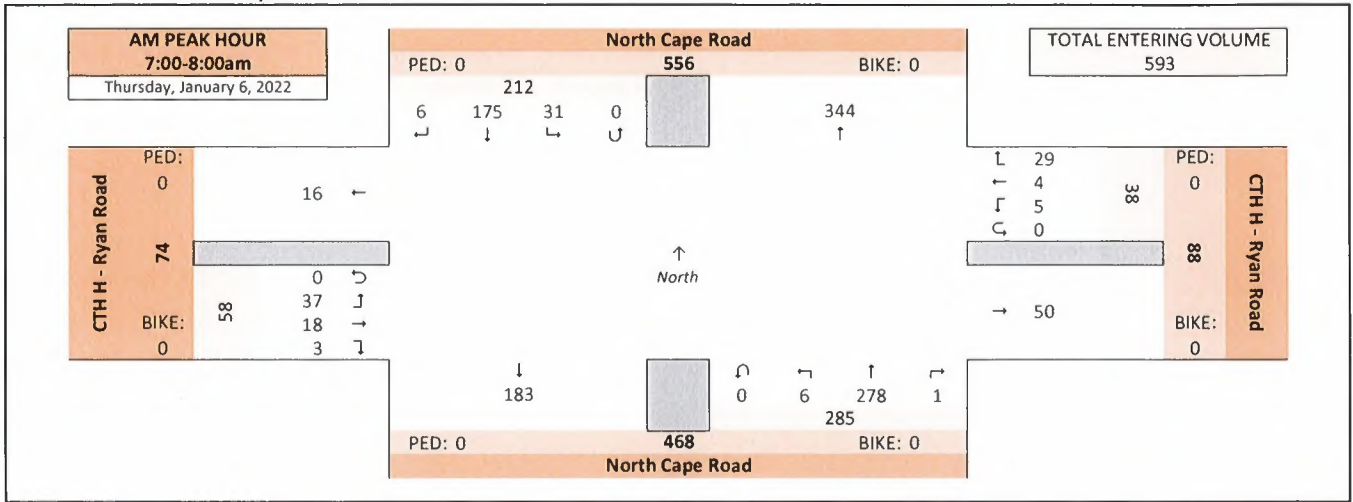 AM PEAK HOUR
7:00-8:00am
Thursday, January 6, 2022
North Cape Road
PED: 0 556 BIKE: 0
212
6 175 31 0
344
TOTAL ENTERING VOLUME
593
CTH H - Ryan Road
PED:
0
74
BIKE:
0
16
58
0
37
18
3
↑
North
29
4
5
0
38
50
PED:
0
88
BIKE:
0
CTH H - Ryan Road
183
0 6 278 1
285
PED: 0 468 BIKE: 0
North Cape Road